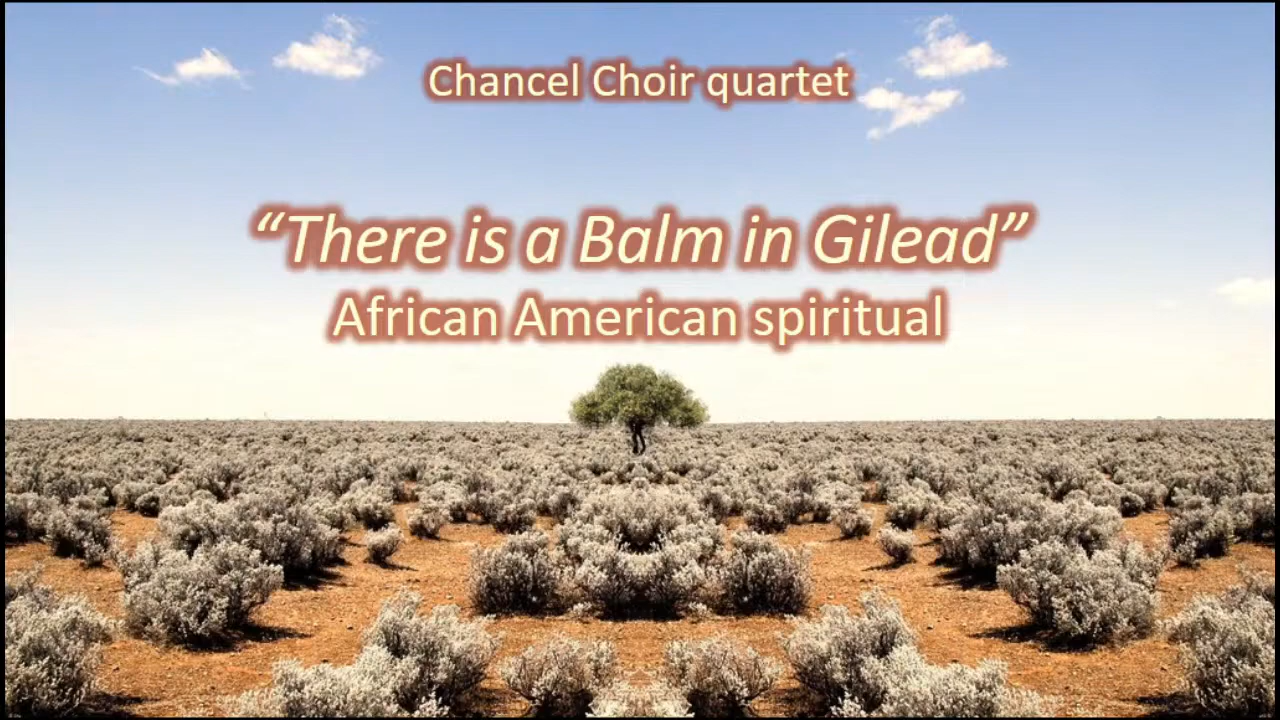 Chancel Choir quartet
“There is a Balm in Gilead”
African American spiritual